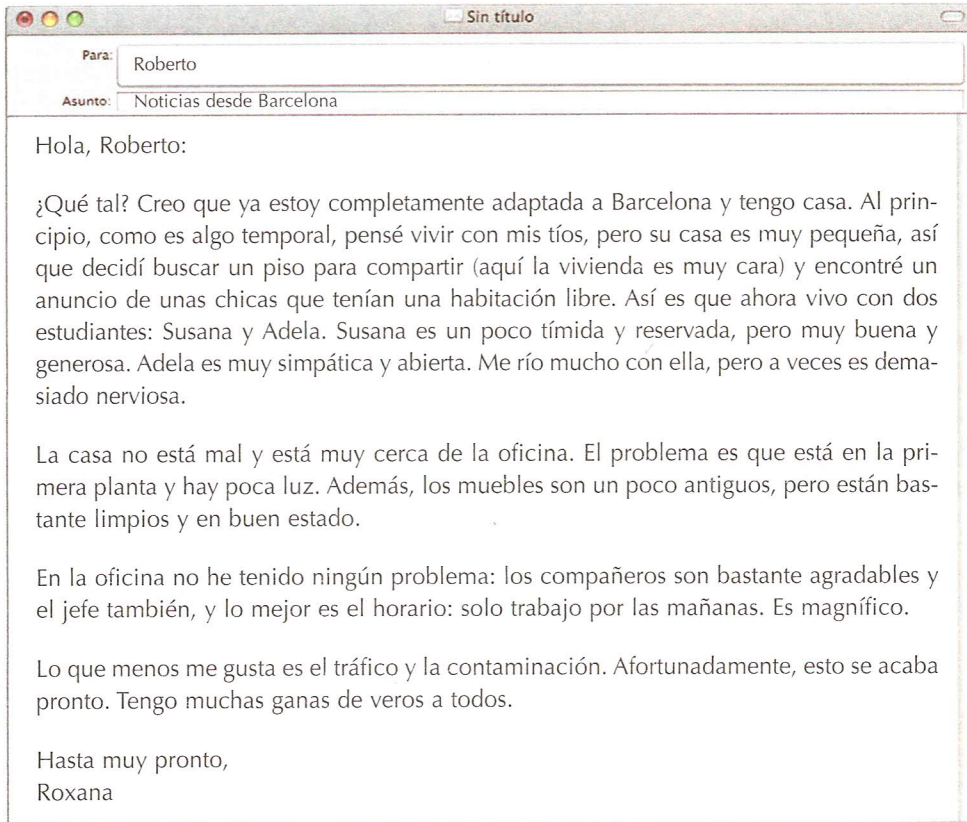 Sin título
Para: Roberto
Asunto: Noticias desde Barcelona
Hola, Roberto:
¿Qué tal? Creo que ya estoy completamente adaptada a Barcelona y tengo casa. Al prin-
cipio, como es algo temporal, pensé vivir con mis tíos, pero su casa es muy pequeña, así
que decidí buscar un piso para compartir (aquí la vivienda es muy cara) y encontré un
anuncio de unas chicas que tenían una habitación libre. Así es que ahora vivo con dos
estudiantes: Susana y Adela. Susana es un poco tímida y reservada, pero muy buena y
generosa. Adela es muy simpática y abierta. Me río mucho con ella, pero a veces es dema-
siado nerviosa.
La casa no está mal y está muy cerca de la oficina. El problema es que está en la pri-
mera planta y hay poca luz. Además, los muebles son un poco antiguos, pero están bas-
tante limpios y en buen estado.
En la oficina no he tenido ningún problema: los compañeros son bastante agradables y
el jefe también, y lo mejor es el horario: solo trabajo por las mañanas. Es magnífico.
Lo que menos me gusta es el tráfico y la contaminación. Afortunadamente, esto se acaba
pronto. Tengo muchas ganas de veros a todos.
Hasta muy pronto,
Roxana